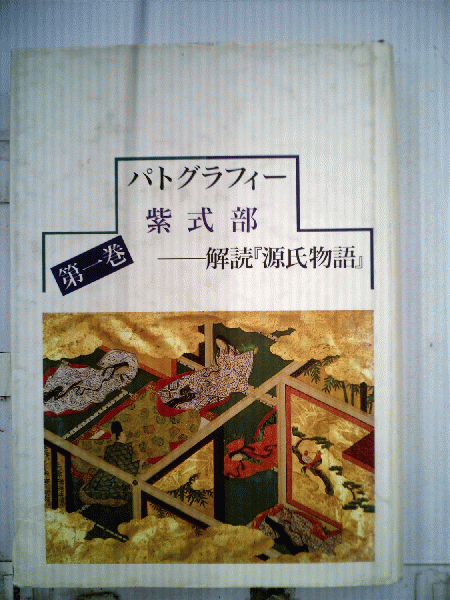 パトグラフィー
紫式部
第一巻
――解読『源氏物語』